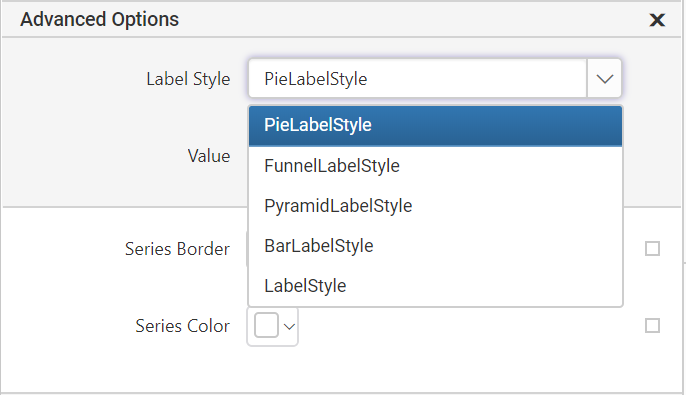 Advanced Options
Label Style PieLabelStyle
PieLabelStyle
Value
FunnelLabelStyle
PyramidLabelStyle
Series Border BarLabelStyle
LabelStyle
Series Color